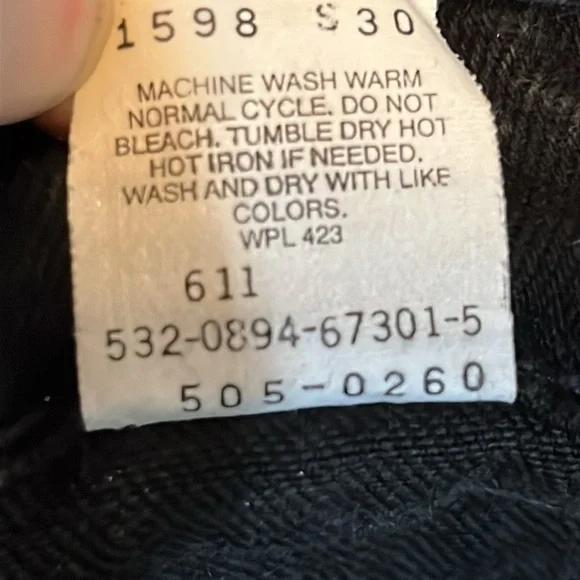 1598 S30
MACHINE WASH WARM
NORMAL CYCLE. DO NOT
BLEACH. TUMBLE DRY HOT
HOT IRON IF NEEDED.
WASH AND DRY WITH LIKE
COLORS.
WPL 423
611
532-0894-67301-5
505-0260